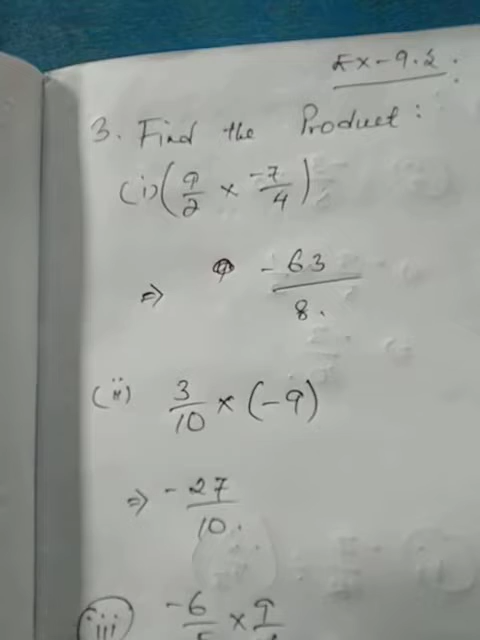 Ex-9.2.
3. Find the Product:
(i) (9/2 × -7/4)
⇒ -63/8.
(ii) 3/10 × (-9)
⇒ -27/10.
(iii) -6/5 × 9/